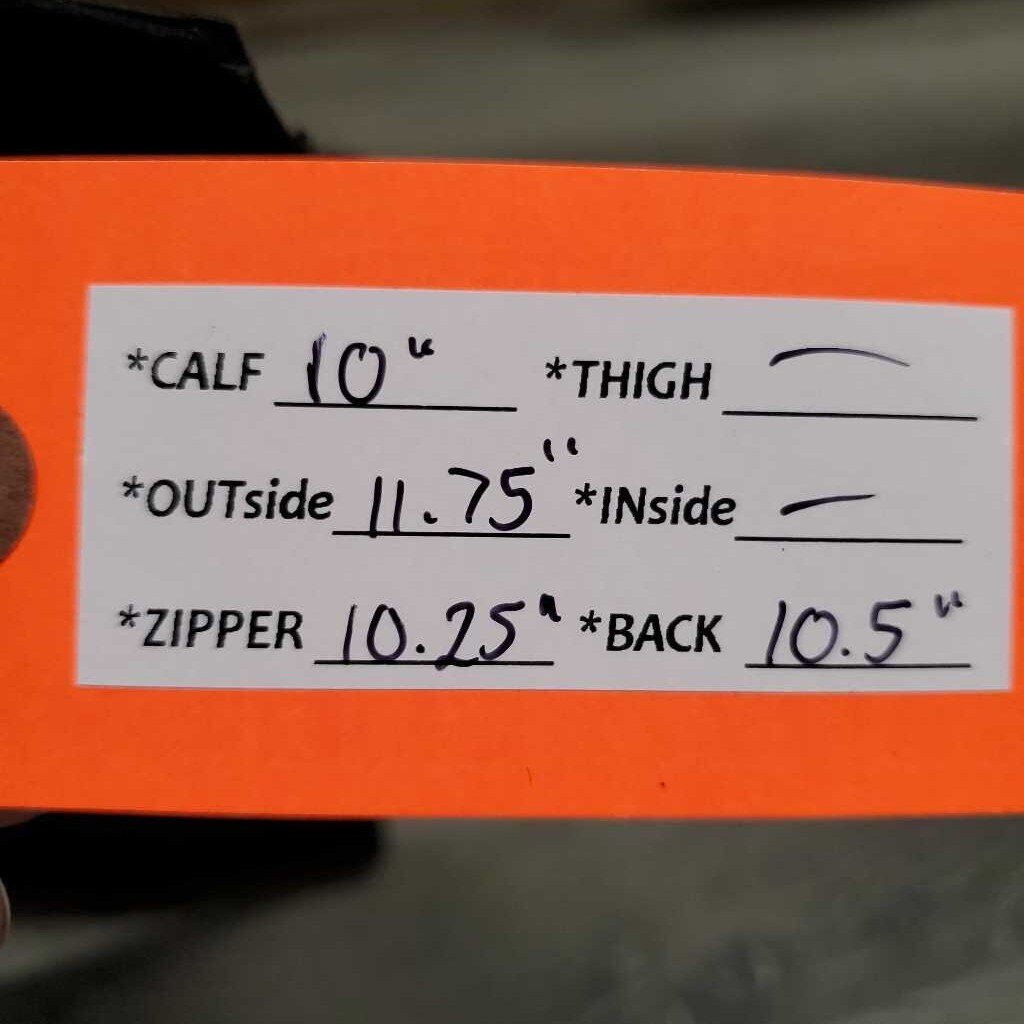 *CALF 10" *THIGH —
*OUTside 11.75" *INside —
*ZIPPER 10.25" *BACK 10.5"